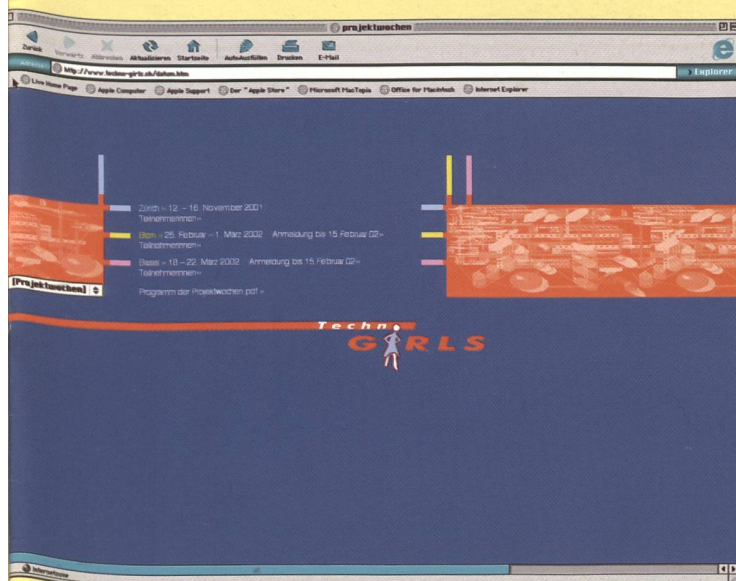 projektwochen
Zurück Vorwärts Abbrechen Aktualisieren Startseite AutoAusfüllen Drucken E-Mail
Adresse http://www.techno-girls.ch/datum.htm Explorer
Live Home Page Apple Computer Apple Support Der "Apple Store" Microsoft MacTopia Office for Macintosh Internet Explorer
Zürich » 12. – 16. November 2001
Teilnehmerinnen»
25. Februar – 1. März 2002 Anmeldung bis 15.Februar 02»
Teilnehmerinnen»
Basel » 18 – 22. März 2002 Anmeldung bis 15.Februar 02»
Teilnehmerinnen»
[Projektwochen]
Programm der Projektwochen.pdf »
Techno
GIRLS
Internetzone